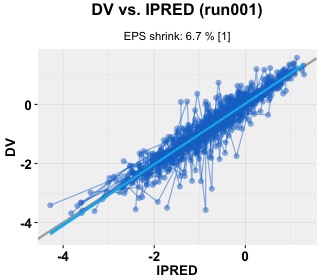 DV vs. IPRED (run001)
EPS shrink: 6.7 % [1]
DV
0
-2
-4
-4
-2
0
IPRED